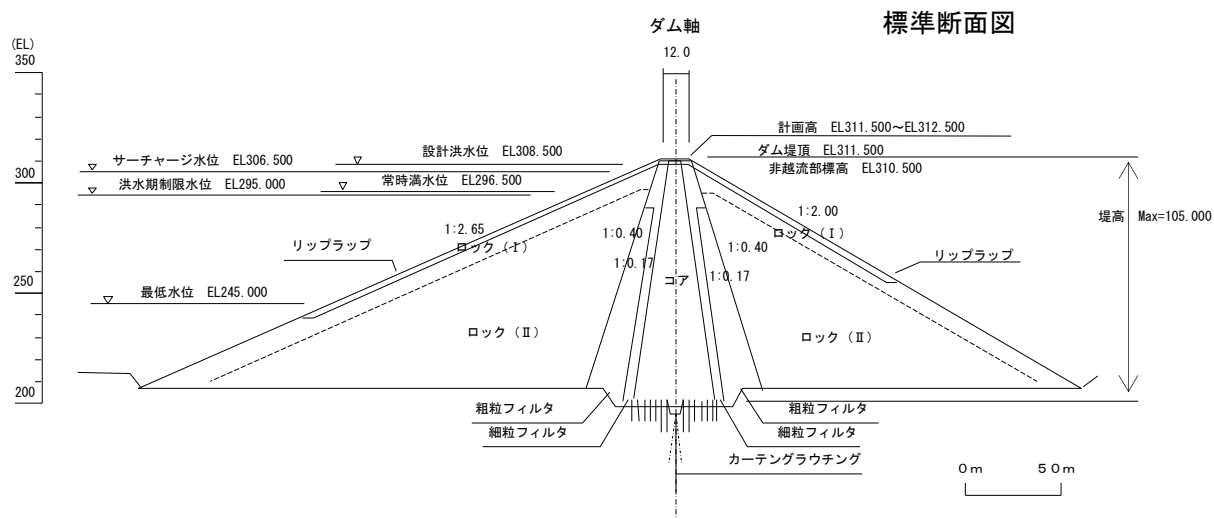 標準断面図
ダム軸
12.0
(EL)
350
300
250
200
計画高 EL311.500～EL312.500
設計洪水位 EL308.500
ダム堤頂 EL311.500
サーチャージ水位 EL306.500
非越流部標高 EL310.500
洪水期制限水位 EL295.000
常時満水位 EL296.500
1:2.65
1:2.00
堤高 Max=105.000
ロック（Ⅰ）
1:0.40
ロック（Ⅰ）
1:0.40
リップラップ
リップラップ
1:0.17
コア
1:0.17
最低水位 EL245.000
ロック（Ⅱ）
ロック（Ⅱ）
粗粒フィルタ
粗粒フィルタ
細粒フィルタ
細粒フィルタ
カーテングラウチング
0m 50m